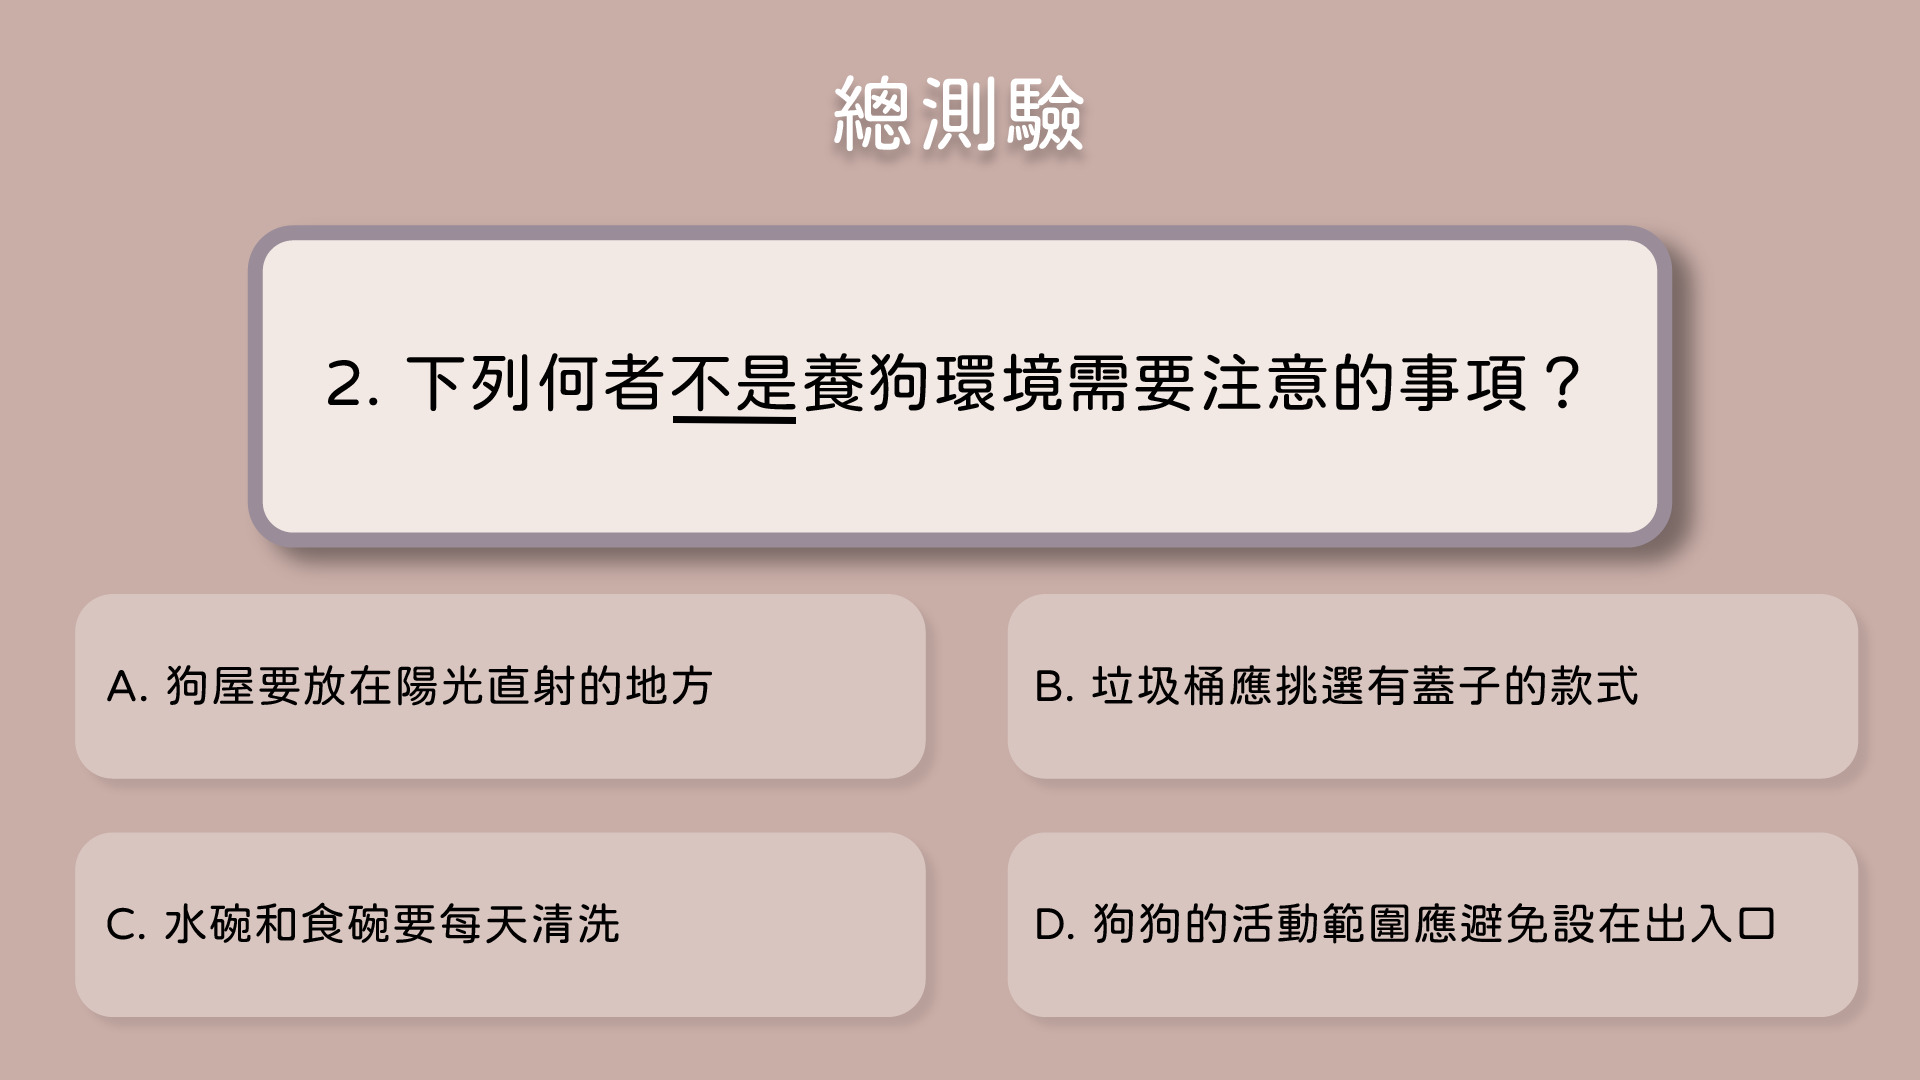 總測驗
2. 下列何者不是養狗環境需要注意的事項？
A. 狗屋要放在陽光直射的地方
B. 垃圾桶應挑選有蓋子的款式
C. 水碗和食碗要每天清洗
D. 狗狗的活動範圍應避免設在出入口